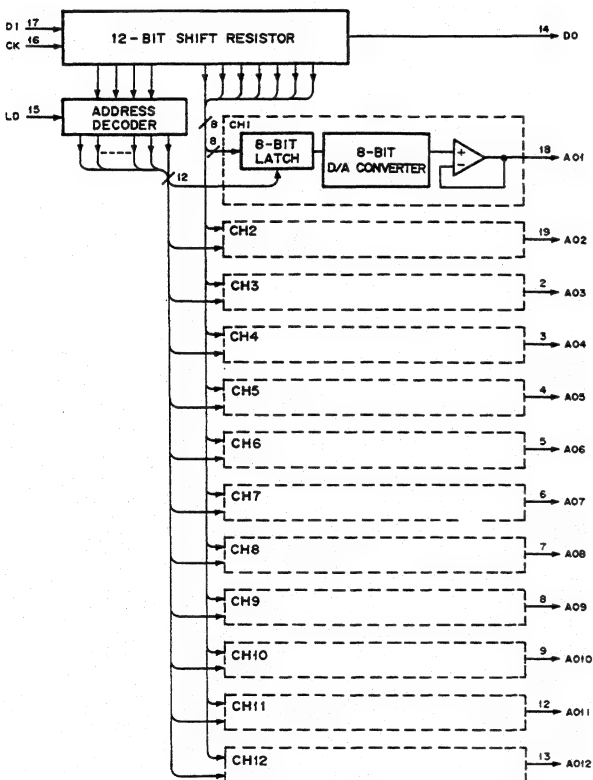 DI 17
CK 16
12-BIT SHIFT RESISTOR
14 DO
LD 15
ADDRESS
DECODER
8
8
12
CH1
8-BIT
LATCH
8-BIT
D/A CONVERTER
+
−
18 AO1
CH2
19 AO2
CH3
2 AO3
CH4
3 AO4
CH5
4 AO5
CH6
5 AO6
CH7
6 AO7
CH8
7 AO8
CH9
8 AO9
CH10
9 AO10
CH11
12 AO11
CH12
13 AO12